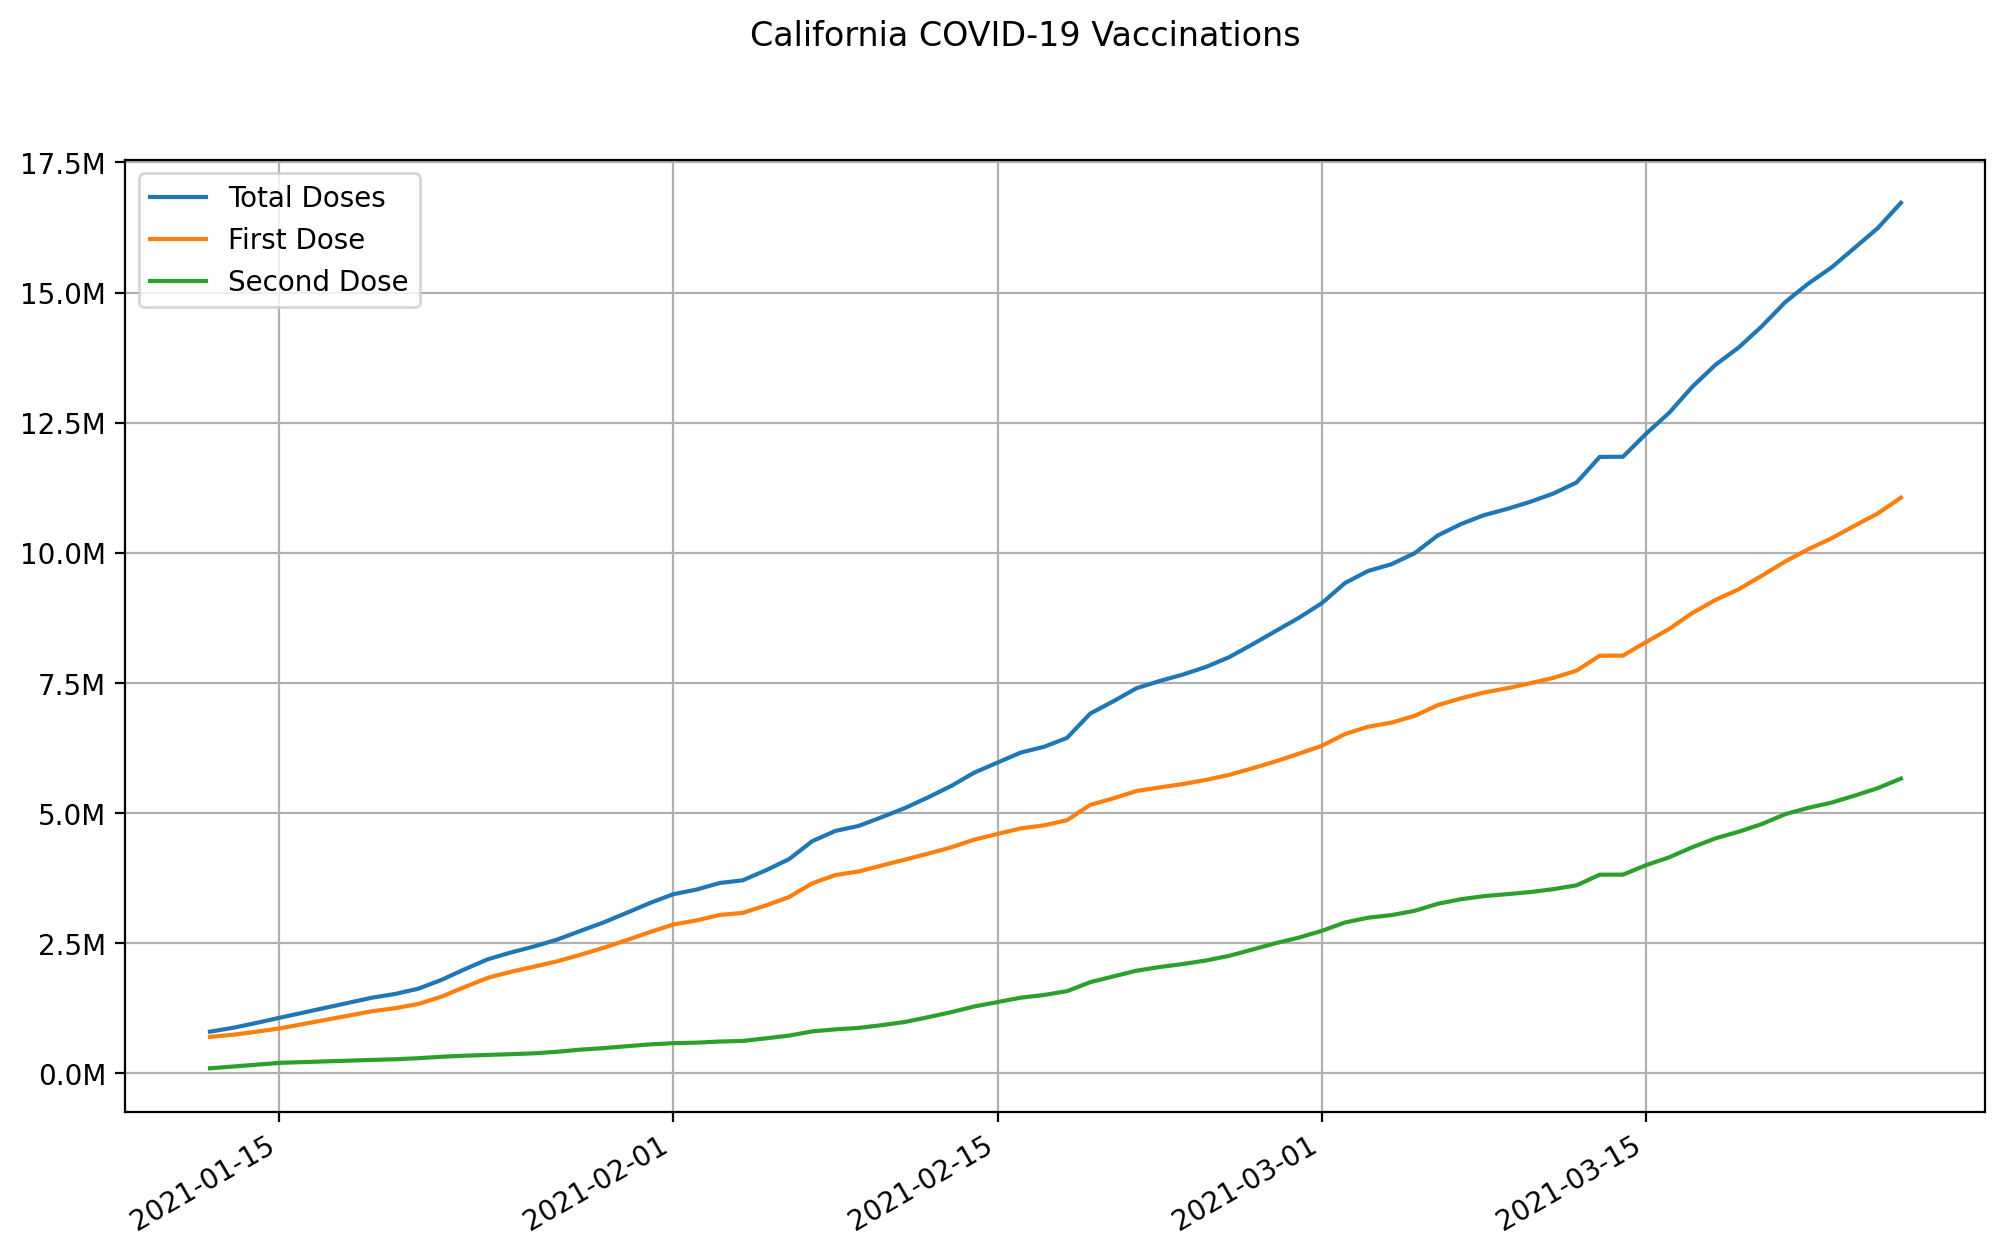 California COVID-19 Vaccinations
17.5M
15.0M
12.5M
10.0M
7.5M
5.0M
2.5M
0.0M
Total Doses
First Dose
Second Dose
2021-01-15
2021-02-01
2021-02-15
2021-03-01
2021-03-15